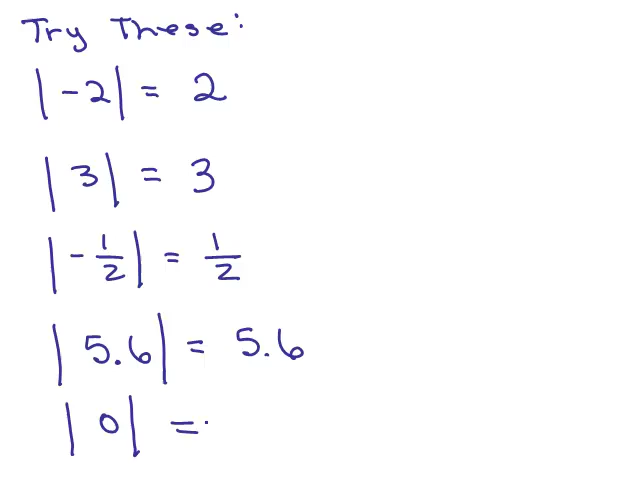 Try These:
|-2| = 2
|3| = 3
|-1/2| = 1/2
|5.6| = 5.6
|0| =